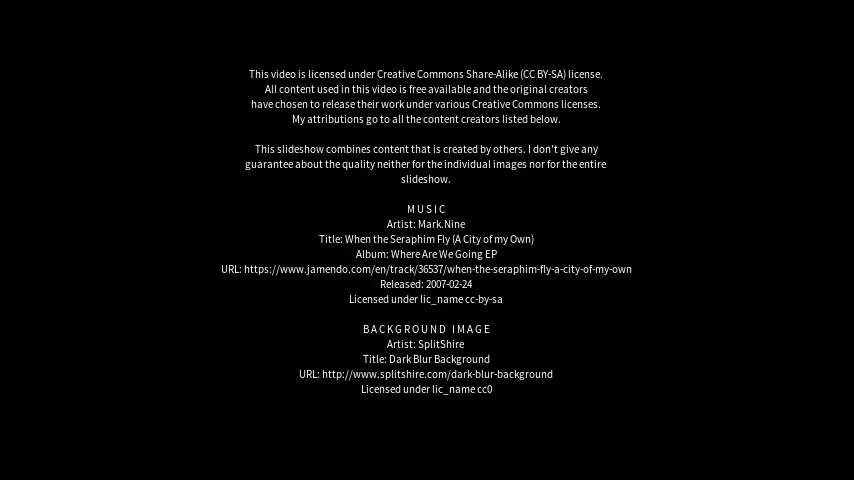 This video is licensed under Creative Commons Share-Alike (CC BY-SA) license.
All content used in this video is free available and the original creators
have chosen to release their work under various Creative Commons licenses.
My attributions go to all the content creators listed below.
This slideshow combines content that is created by others. I don't give any
guarantee about the quality neither for the individual images nor for the entire
slideshow.
MUSIC
Artist: Mark.Nine
Title: When the Seraphim Fly (A City of my Own)
Album: Where Are We Going EP
URL: https://www.jamendo.com/en/track/36537/when-the-seraphim-fly-a-city-of-my-own
Released: 2007-02-24
Licensed under lic_name cc-by-sa
BACKGROUND IMAGE
Artist: SplitShire
Title: Dark Blur Background
URL: http://www.splitshire.com/dark-blur-background
Licensed under lic_name cc0